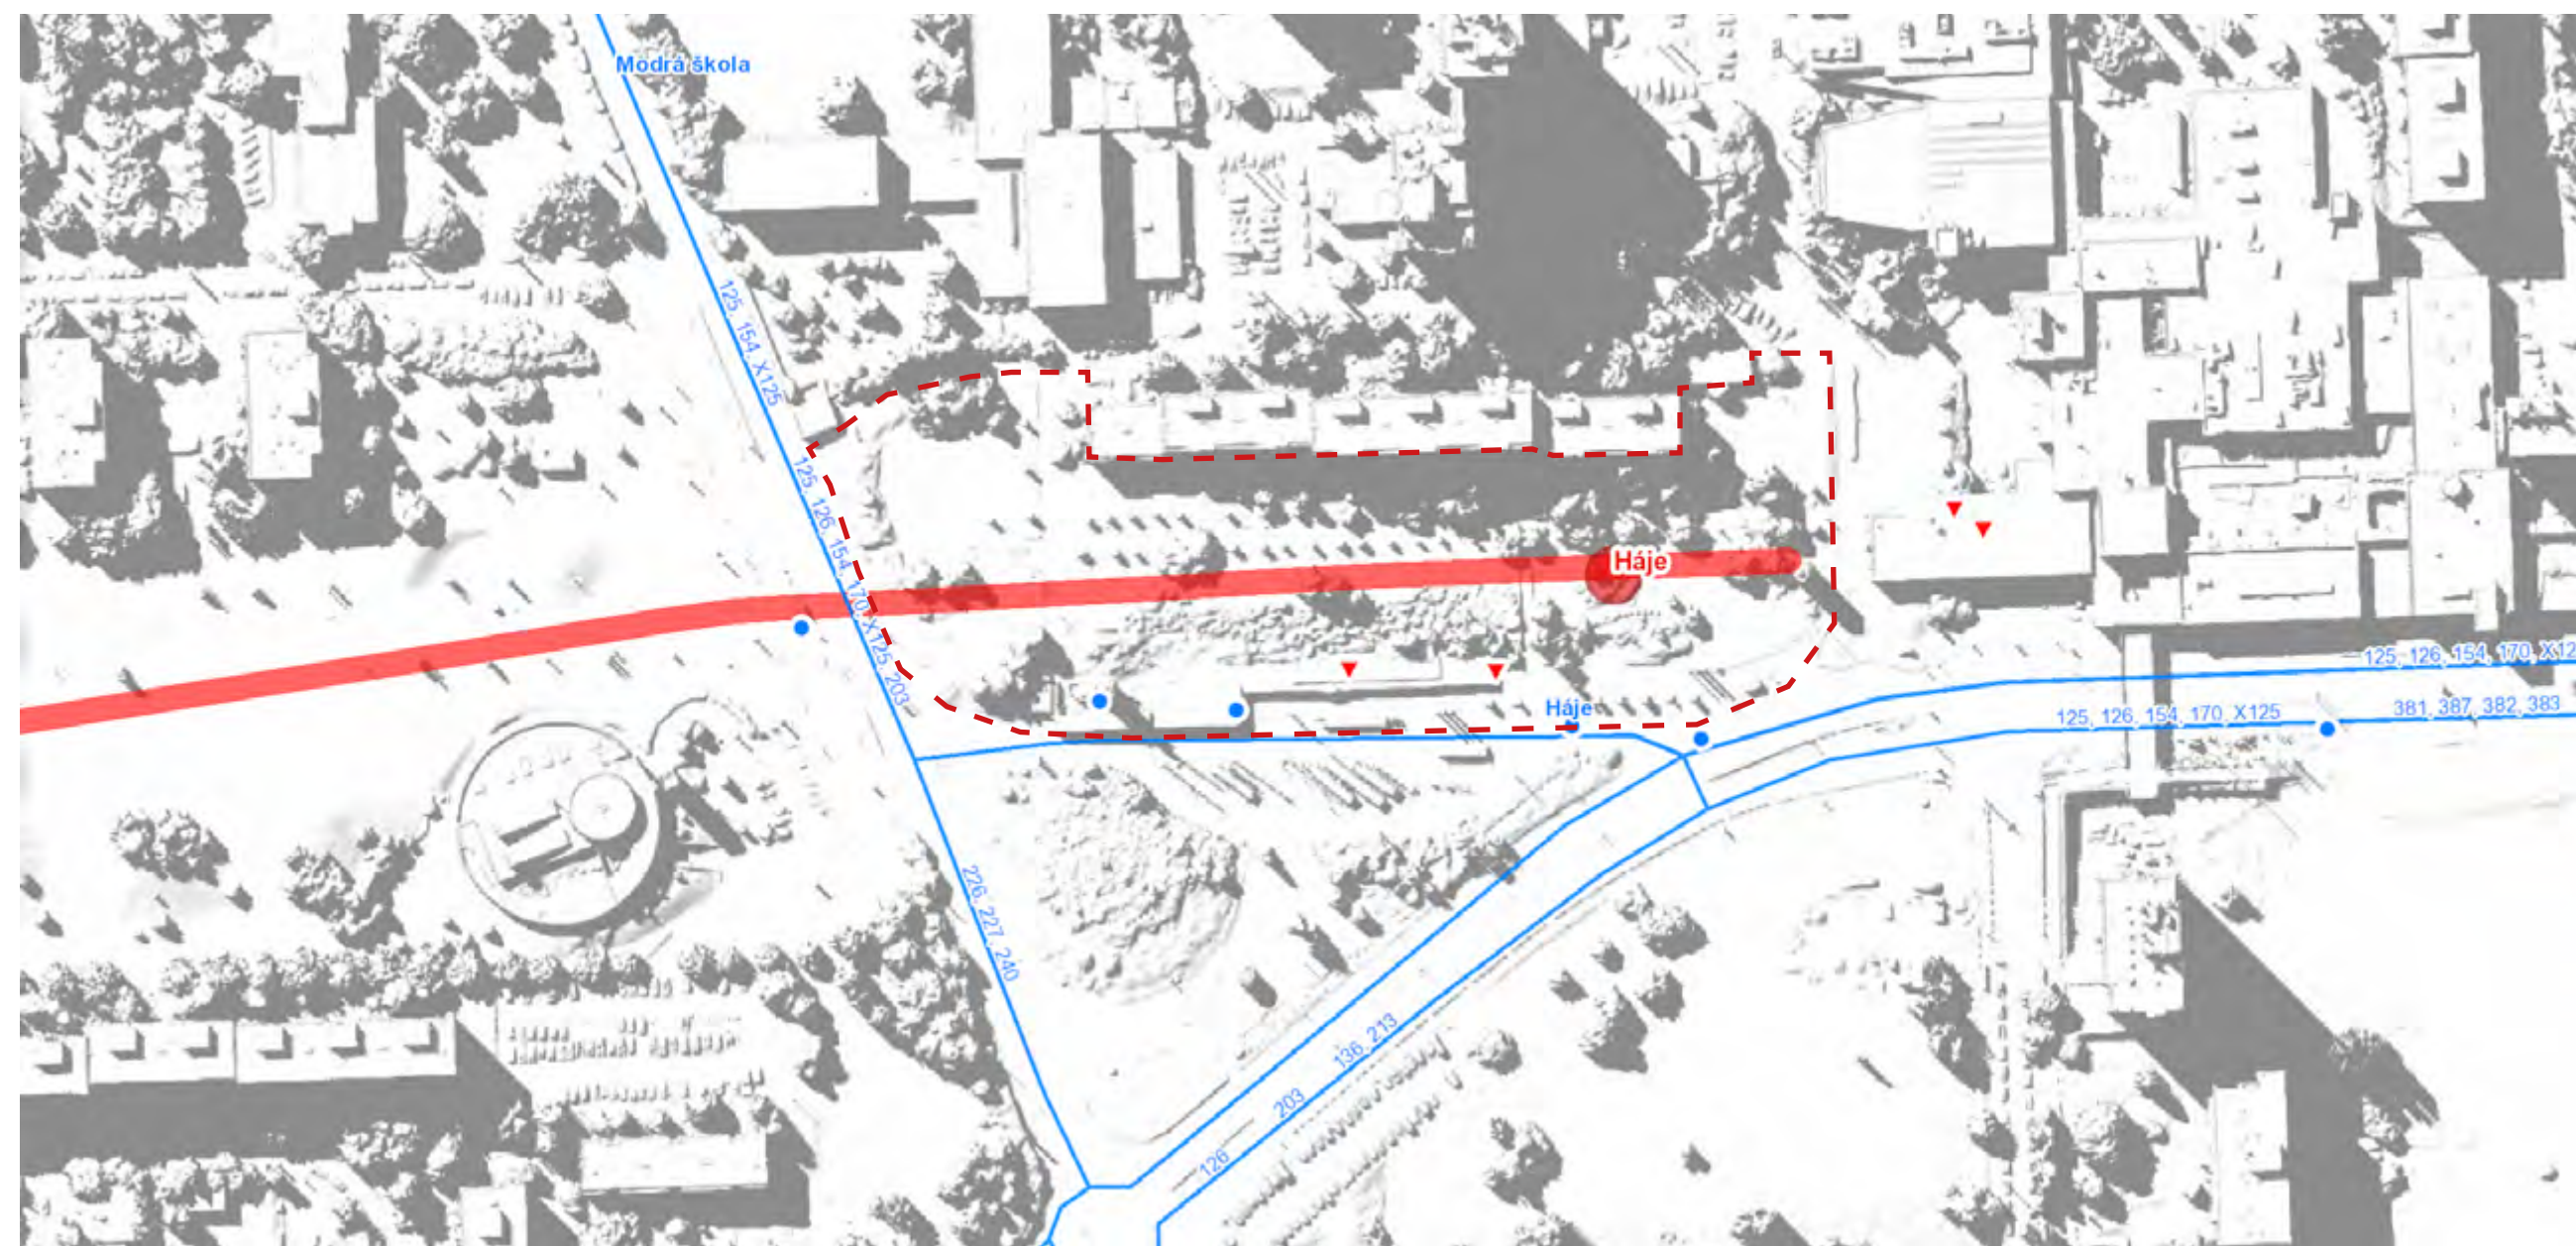 Modrá škola
125, 154, X125
125, 126, 154, 170, X125, 203
Háje
Háje
125, 126, 154, 170, X12
125, 126, 154, 170, X125
381, 387, 382, 383
226, 227, 240
136, 213
203
126